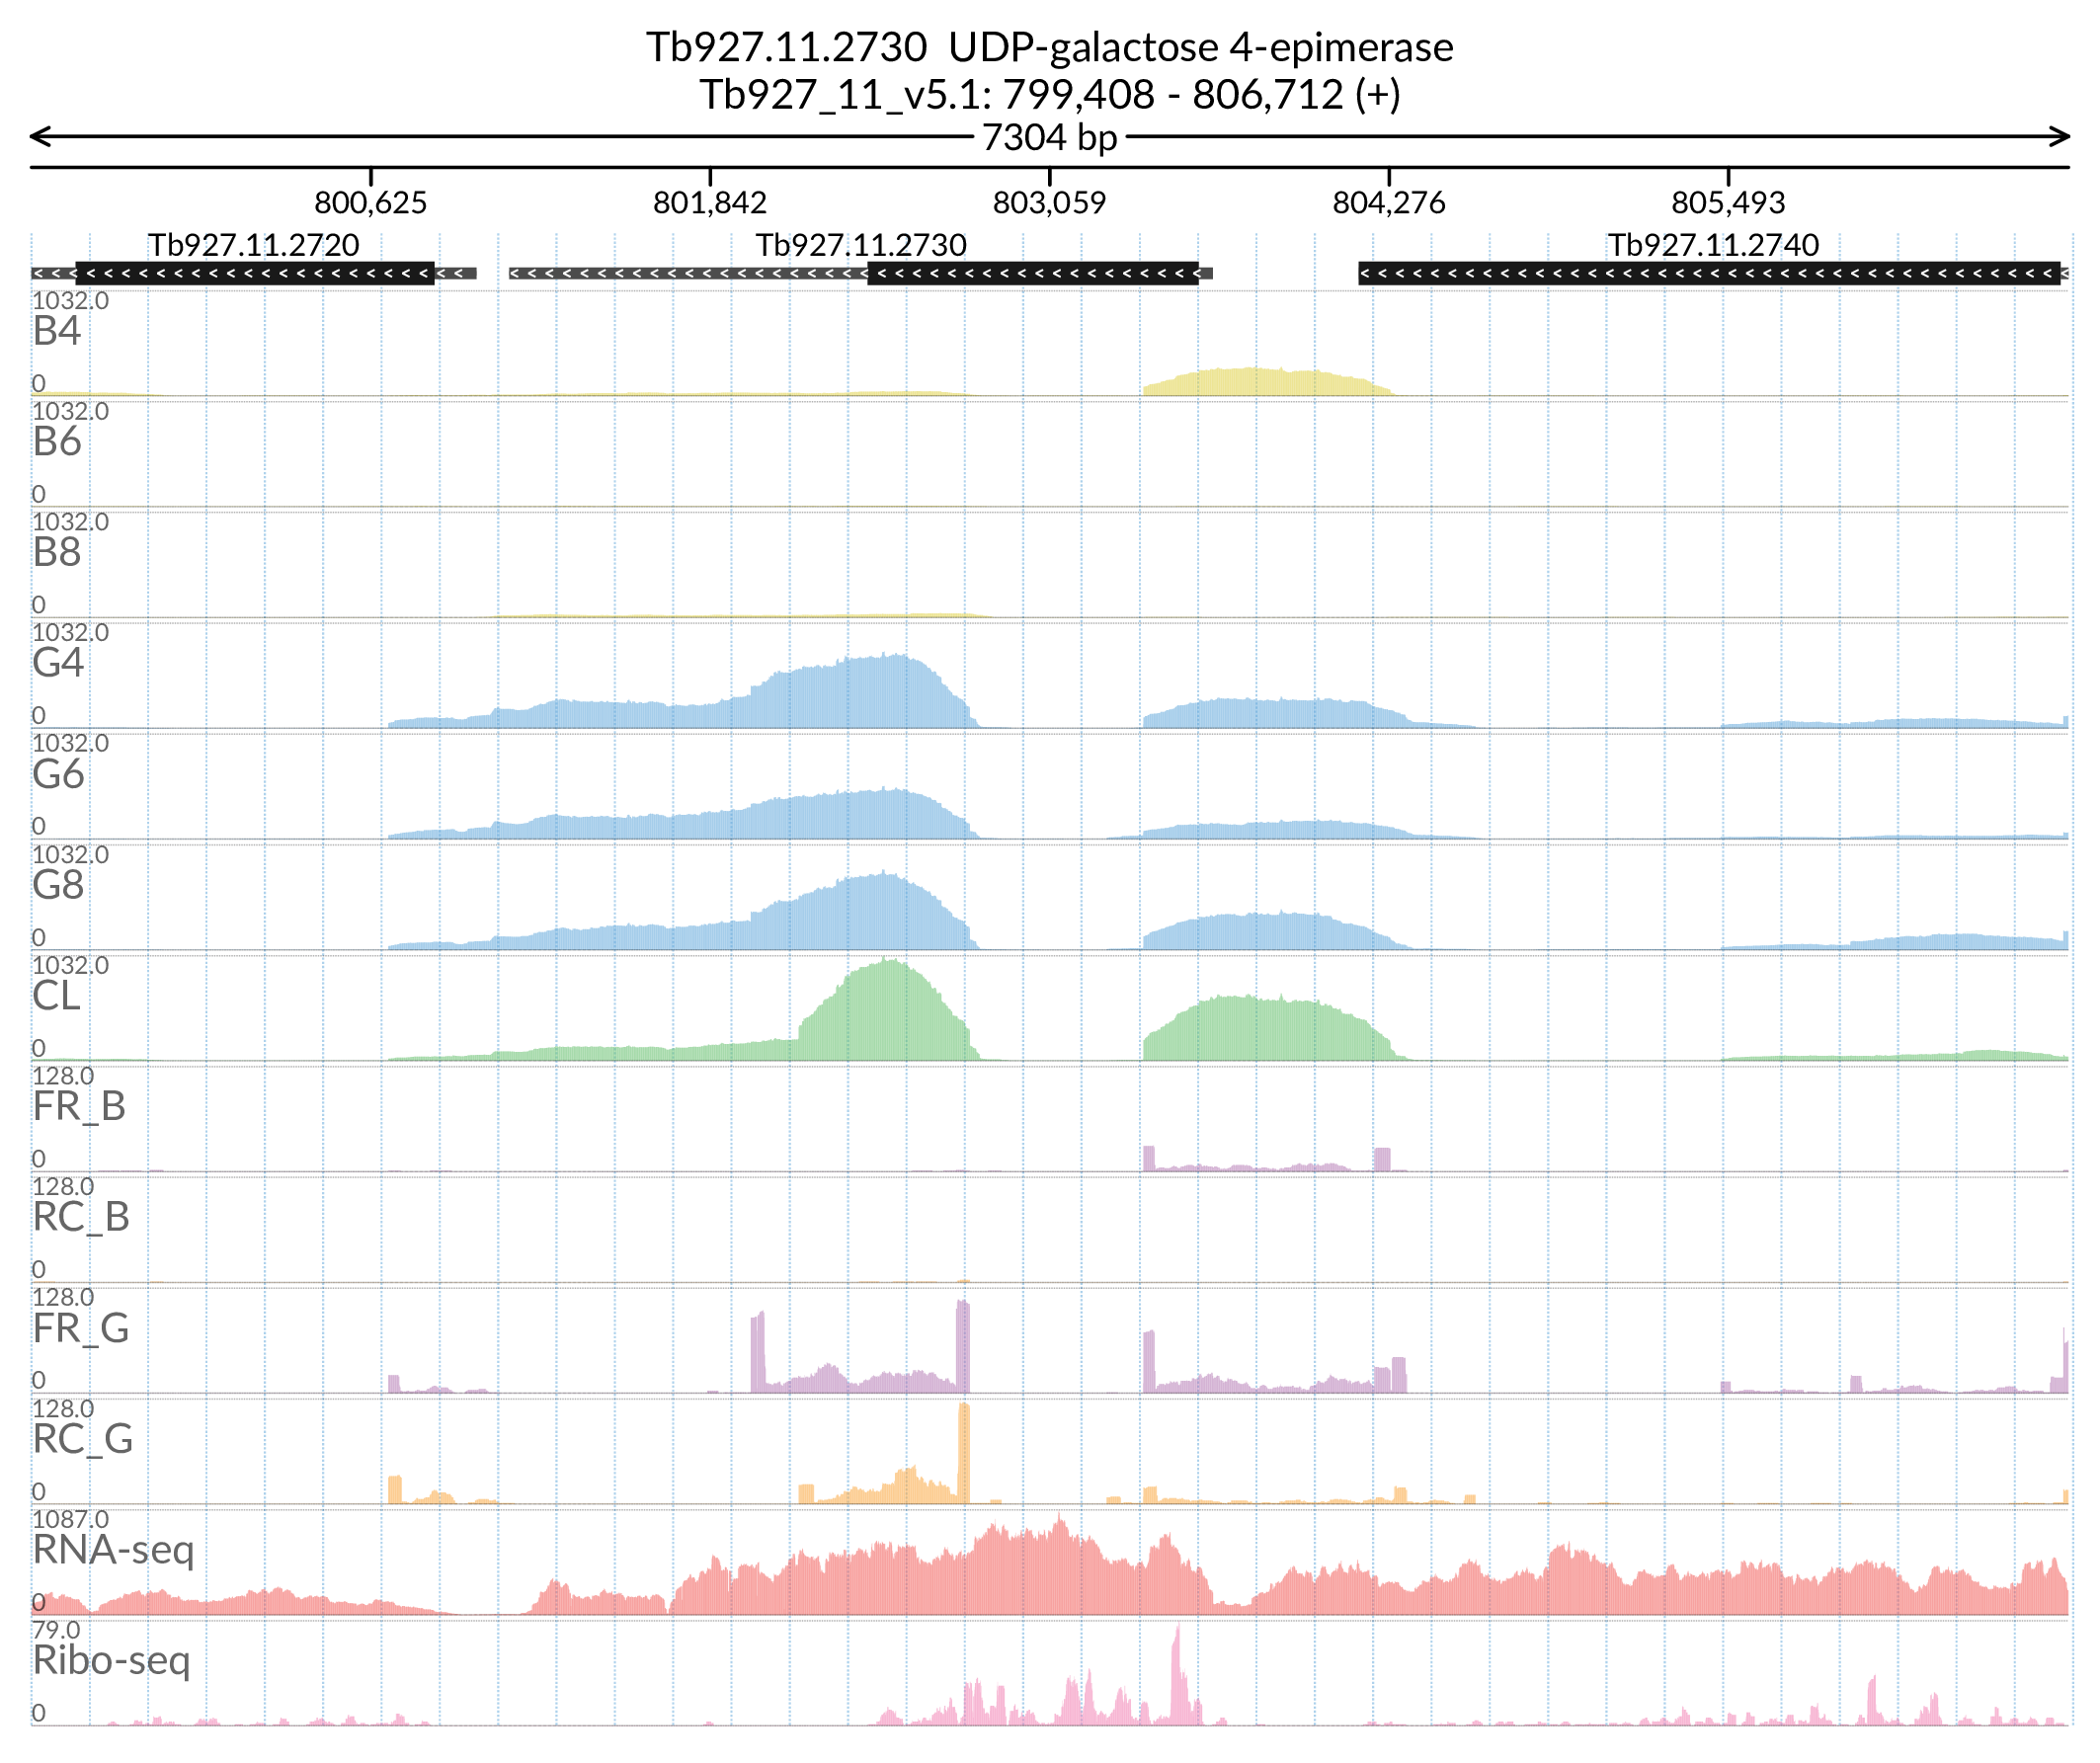 Tb927.11.2730 UDP-galactose 4-epimerase
Tb927_11_v5.1: 799,408 - 806,712 (+)
7304 bp
800,625 801,842 803,059 804,276 805,493
Tb927.11.2720 Tb927.11.2730 Tb927.11.2740
1032.0
B4
0
1032.0
B6
0
1032.0
B8
0
1032.0
G4
0
1032.0
G6
0
1032.0
G8
0
1032.0
CL
0
128.0
FR_B
0
128.0
RC_B
0
128.0
FR_G
0
128.0
RC_G
0
1087.0
RNA-seq
0
79.0
Ribo-seq
0